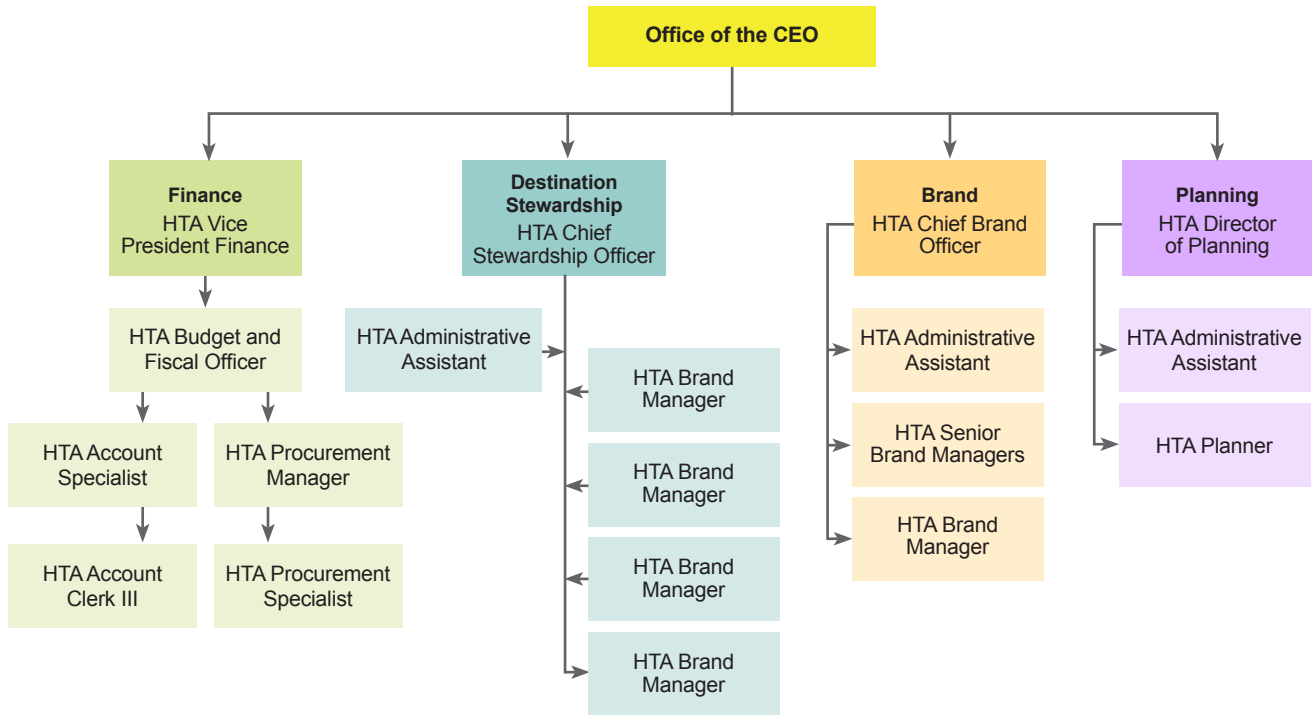 Office of the CEO
Finance
HTA Vice
President Finance
HTA Budget and
Fiscal Officer
HTA Account
Specialist
HTA Account
Clerk III
HTA Procurement
Manager
HTA Procurement
Specialist
Destination
Stewardship
HTA Chief
Stewardship Officer
HTA Administrative
Assistant
HTA Brand
Manager
HTA Brand
Manager
HTA Brand
Manager
HTA Brand
Manager
Brand
HTA Chief Brand
Officer
HTA Administrative
Assistant
HTA Senior
Brand Managers
HTA Brand
Manager
Planning
HTA Director
of Planning
HTA Administrative
Assistant
HTA Planner